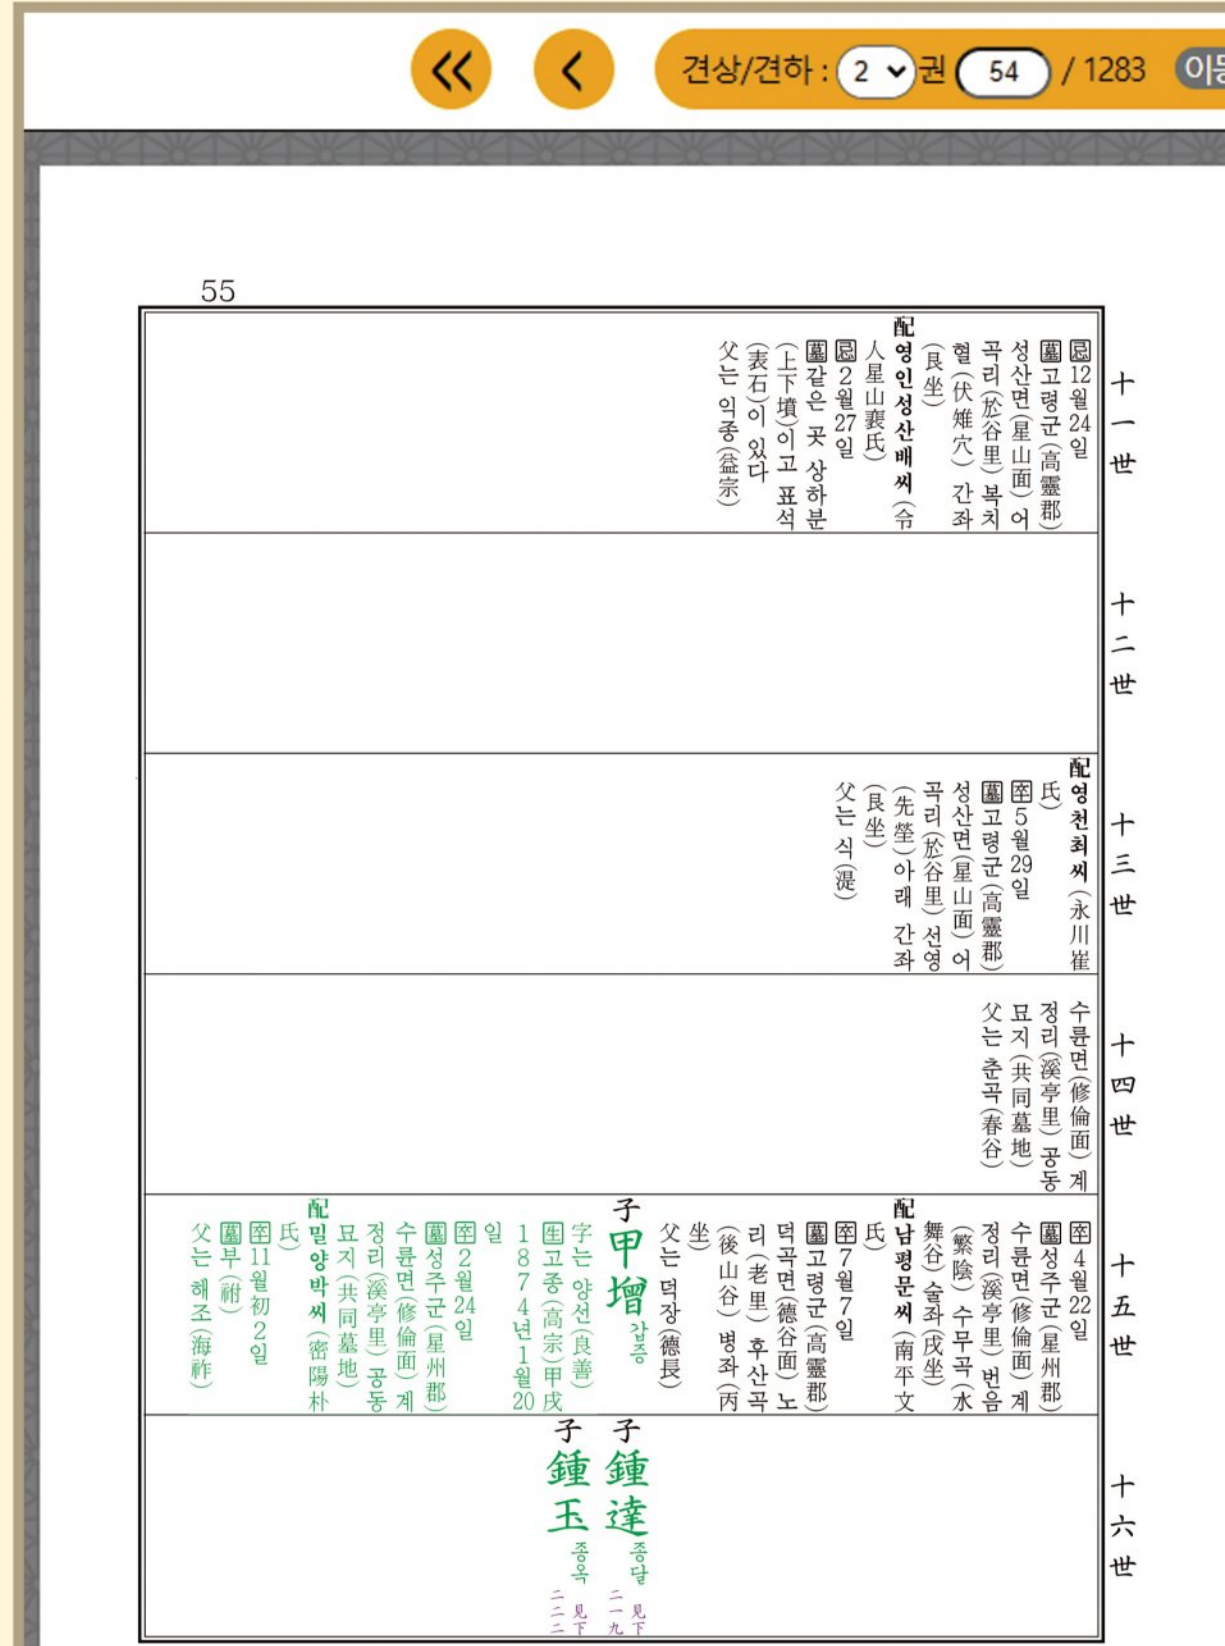 견상/견하 : 2 권 54 / 1283
55
十一世
忌12월24일
墓고령군(高靈郡)
성산면(星山面) 어
곡리(於谷里) 복치
혈(伏雉穴) 간좌
(艮坐)
配영인성산배씨(令
人星山裵氏)
忌2월27일
墓같은 곳 상하분
(上下墳)이고 표석
(表石)이 있다
父는 익종(益宗)
十二世
十三世
配영천최씨(永川崔
氏)
卒5월29일
墓고령군(高靈郡)
성산면(星山面) 어
곡리(於谷里) 선영
(先塋)아래 간좌
(艮坐)
父는 식(湜)
十四世
수륜면(修倫面) 계
정리(溪亭里) 공동
묘지(共同墓地)
父는 춘곡(春谷)
十五世
卒4월22일
墓성주군(星州郡)
수륜면(修倫面) 계
정리(溪亭里) 번음
(繁陰) 수무곡(水
舞谷) 술좌(戌坐)
配남평문씨(南平文
氏)
卒7월7일
墓고령군(高靈郡)
덕곡면(德谷面) 노
리(老里) 후산곡
(後山谷) 병좌(丙
坐)
父는 덕장(德長)
子甲增갑증
字는 양선(良善)
生고종(高宗)甲戌
1874년1월20
일
卒2월24일
墓성주군(星州郡)
수륜면(修倫面) 계
정리(溪亭里) 공동
묘지(共同墓地)
配밀양박씨(密陽朴
氏)
卒11월初2일
墓부(祔)
父는 해조(海祚)
十六世
子鍾達종달 見下二一九
子鍾玉종옥 見下二二二